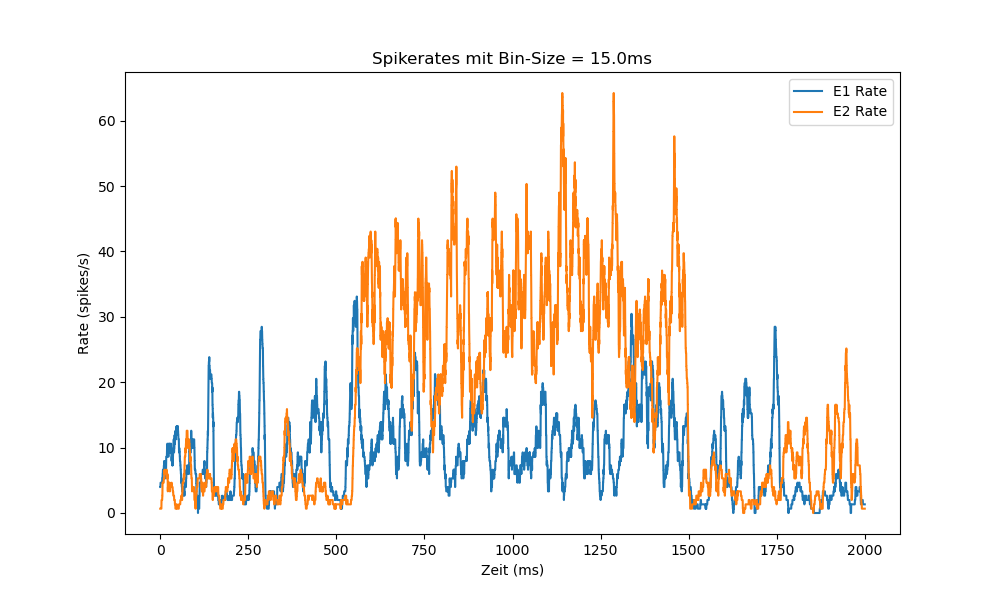 Spikerates mit Bin-Size = 15.0ms
E1 Rate
E2 Rate
Rate (spikes/s)
60
50
40
30
20
10
0
0 250 500 750 1000 1250 1500 1750 2000
Zeit (ms)